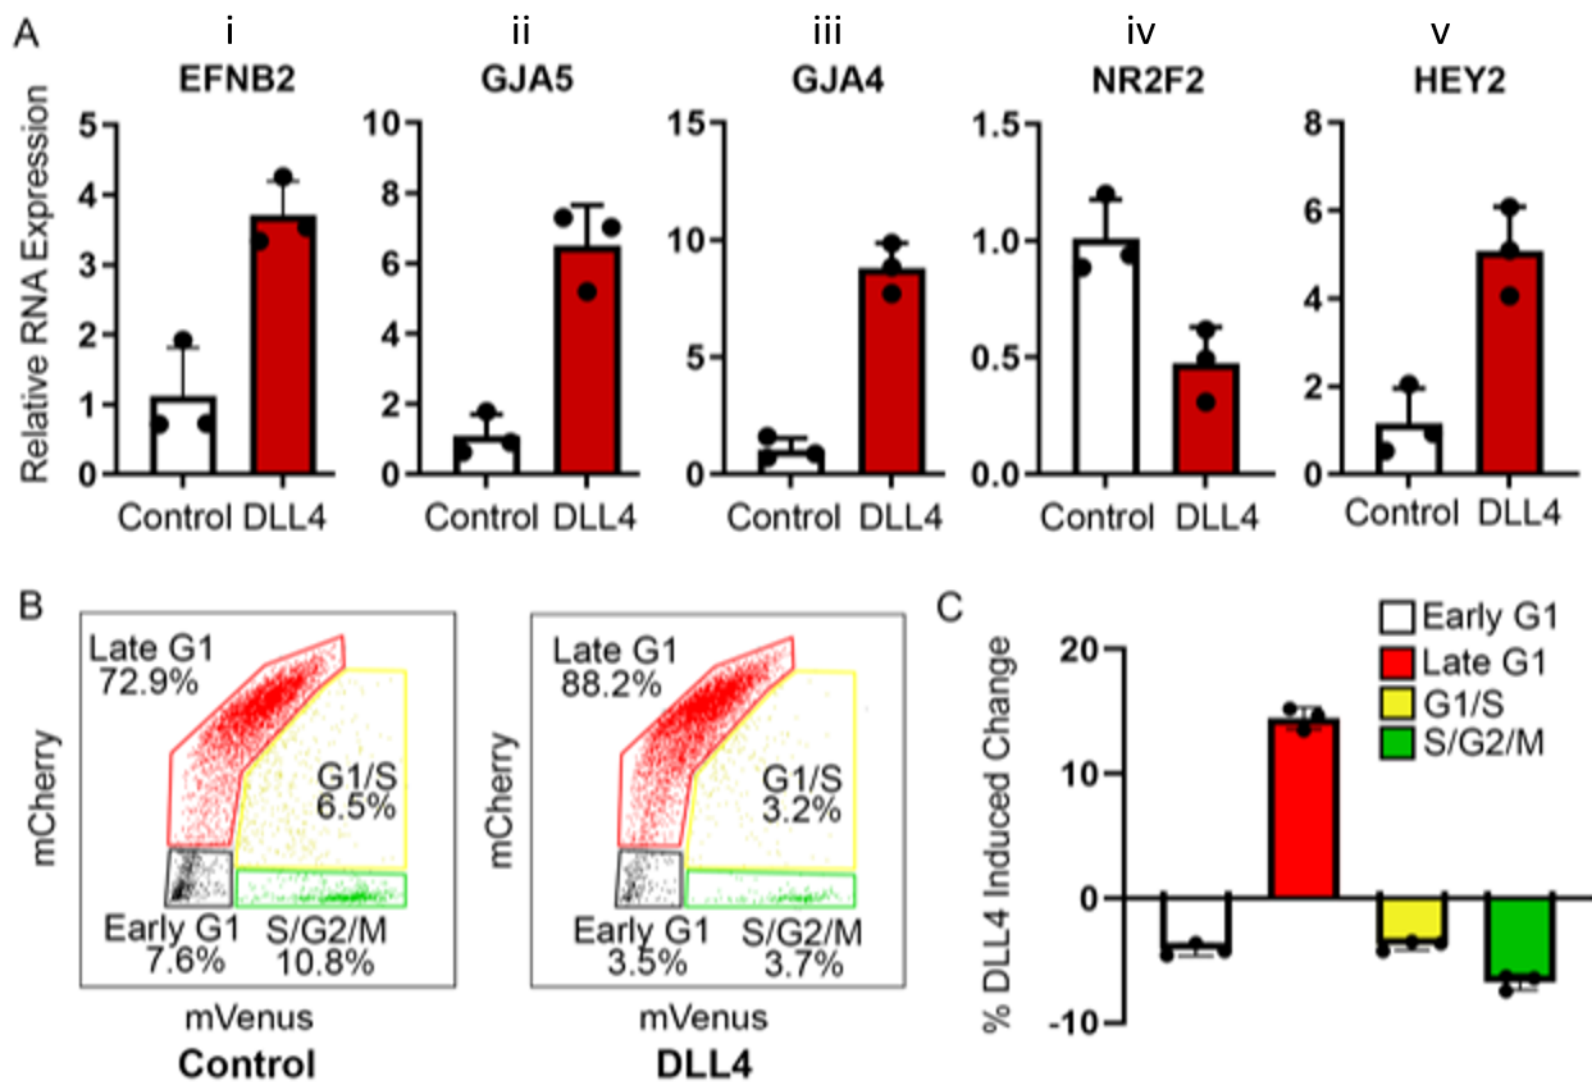 A
i
ii
iii
iv
v
EFNB2
GJA5
GJA4
NR2F2
HEY2
Relative RNA Expression
5
4
3
2
1
0
Control DLL4
10
8
6
4
2
0
Control DLL4
15
10
5
0
Control DLL4
1.5
1.0
0.5
0.0
Control DLL4
8
6
4
2
0
Control DLL4
B
mCherry
Late G1
72.9%
G1/S
6.5%
Early G1
7.6%
S/G2/M
10.8%
mVenus
Control
mCherry
Late G1
88.2%
G1/S
3.2%
Early G1
3.5%
S/G2/M
3.7%
mVenus
DLL4
C
% DLL4 Induced Change
20
10
0
-10
Early G1
Late G1
G1/S
S/G2/M